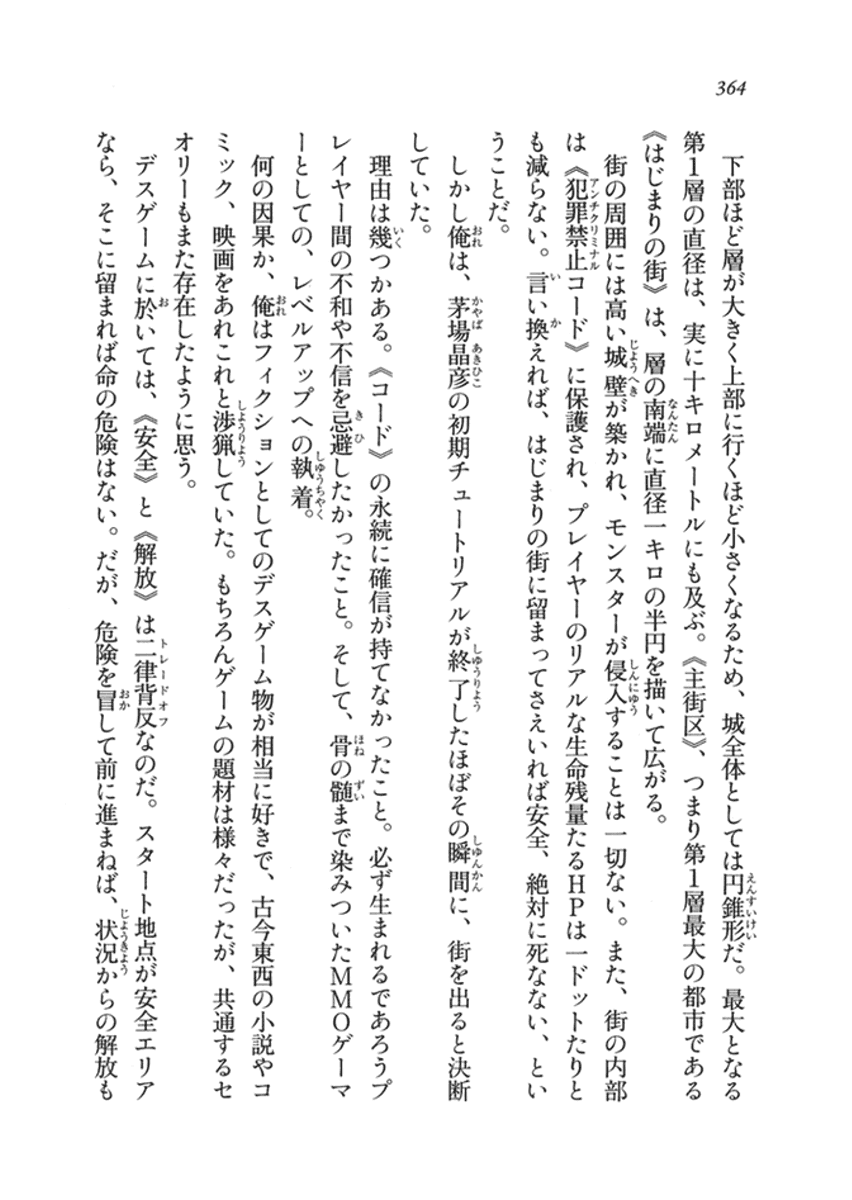 364
下部ほど層が大きく上部に行くほど小さくなるため、城全体としては円錐形だ。最大となる
第1層の直径は、実に十キロメートルにも及ぶ。《主街区》、つまり第1層最大の都市である
《はじまりの街》は、層の南端に直径一キロの半円を描いて広がる。
街の周囲には高い城壁が築かれ、モンスターが侵入することは一切ない。また、街の内部
は《犯罪禁止コード》に保護され、プレイヤーのリアルな生命残量たるHPは一ドットたりと
も減らない。言い換えれば、はじまりの街に留まってさえいれば安全、絶対に死なない、とい
うことだ。
しかし俺は、茅場晶彦の初期チュートリアルが終了したほぼその瞬間に、街を出ると決断
していた。
理由は幾つかある。《コード》の永続に確信が持てなかったこと。必ず生まれるであろうプ
レイヤー間の不和や不信を忌避したかったこと。そして、骨の髄まで染みついたMMOゲーマ
ーとしての、レベルアップへの執着。
何の因果か、俺はフィクションとしてのデスゲーム物が相当に好きで、古今東西の小説やコ
ミック、映画をあれこれと渉猟していた。もちろんゲームの題材は様々だったが、共通するセ
オリーもまた存在したように思う。
デスゲームに於いては、《安全》と《解放》は二律背反なのだ。スタート地点が安全エリア
なら、そこに留まれば命の危険はない。だが、危険を冒して前に進まねば、状況からの解放も